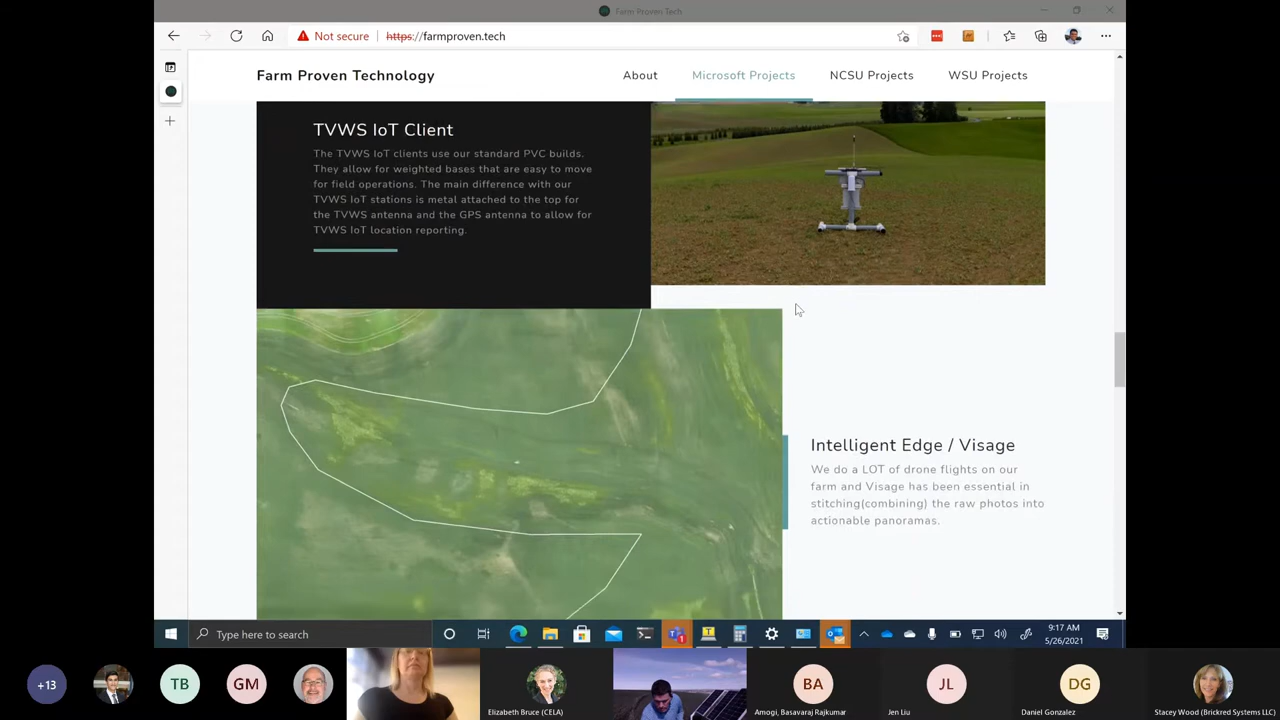 Farm Proven Tech
Not secure
https://farmproven.tech
Farm Proven Technology
About
Microsoft Projects
NCSU Projects
WSU Projects
TVWS IoT Client
The TVWS IoT clients use our standard PVC builds.
They allow for weighted bases that are easy to move
for field operations. The main difference with our
TVWS IoT stations is metal attached to the top for
the TVWS antenna and the GPS antenna to allow for
TVWS IoT location reporting.
Intelligent Edge / Visage
We do a LOT of drone flights on our
farm and Visage has been essential in
stitching(combining) the raw photos into
actionable panoramas.
Type here to search
9:17 AM
5/26/2021
+13
TB
GM
Elizabeth Bruce (CELA)
BA
Amogi, Basavaraj Rajkumar
JL
Jen Liu
DG
Daniel Gonzalez
Stacey Wood (Brickred Systems LLC)